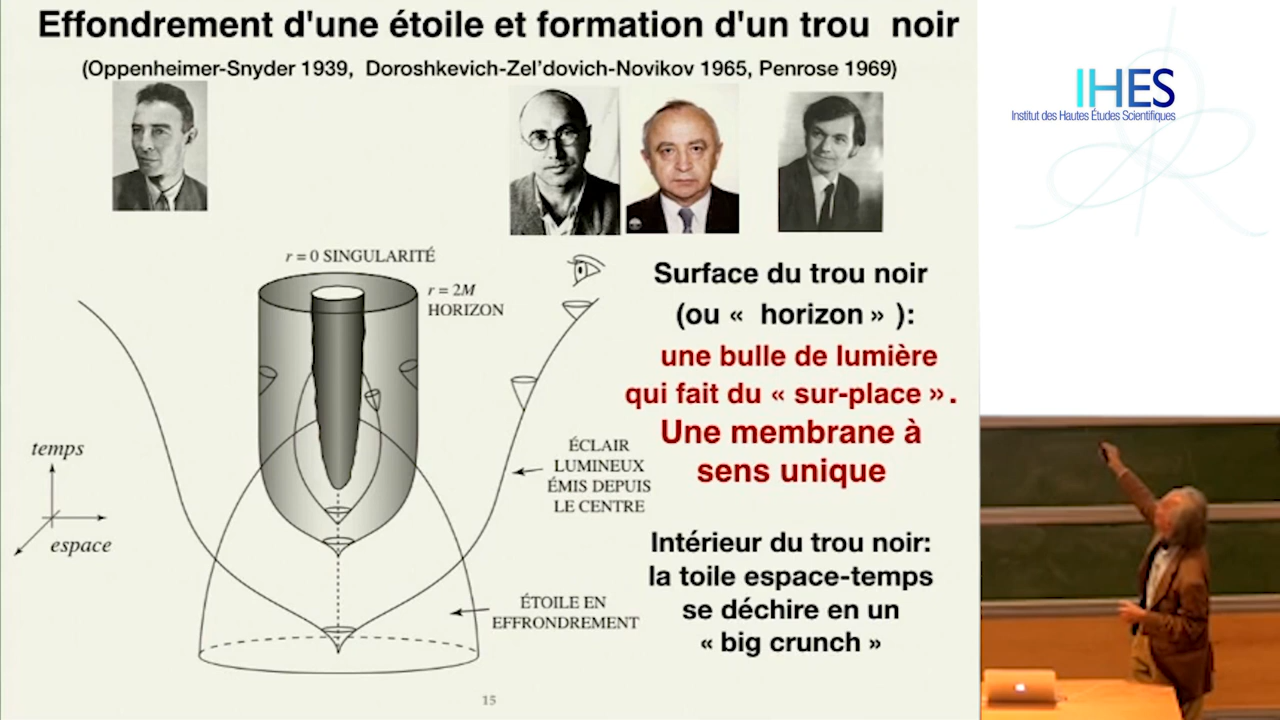 Effondrement d'une étoile et formation d'un trou noir
(Oppenheimer-Snyder 1939, Doroshkevich-Zel'dovich-Novikov 1965, Penrose 1969)
IHES
Institut des Hautes Études Scientifiques
r = 0 SINGULARITÉ
r = 2M
HORIZON
Surface du trou noir
(ou « horizon » ):
une bulle de lumière
qui fait du « sur-place ».
Une membrane à
sens unique
temps
espace
ÉCLAIR
LUMINEUX
ÉMIS DEPUIS
LE CENTRE
Intérieur du trou noir:
la toile espace-temps
se déchire en un
« big crunch »
ÉTOILE EN
EFFRONDREMENT
15